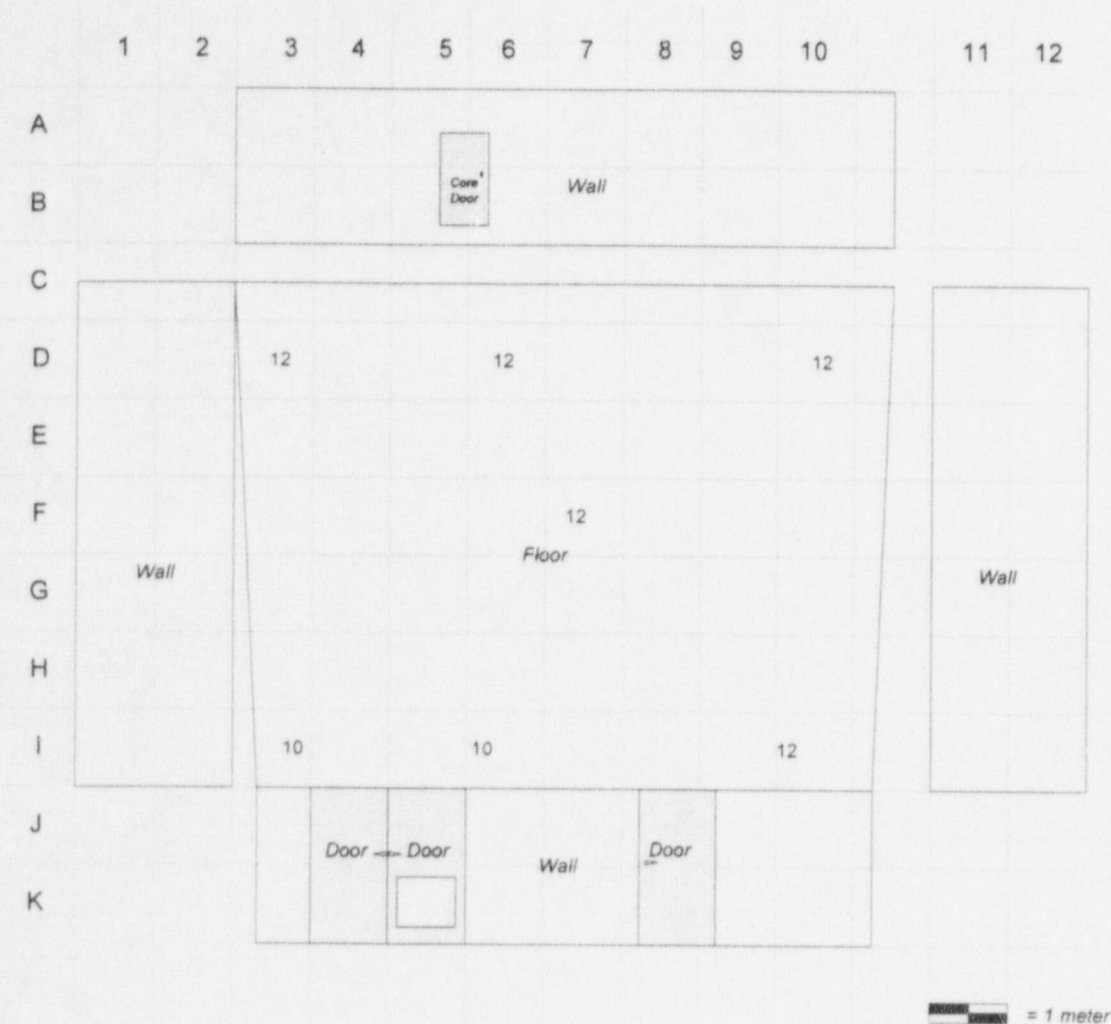 1 2 3 4 5 6 7 8 9 10 11 12
A
Core
Door
Wall
B
C
D 12 12 12
E
F 12
Floor
Wall
Wall
G
H
I 10 10 12
J
Door Door
Wall
Door
K
= 1 meter